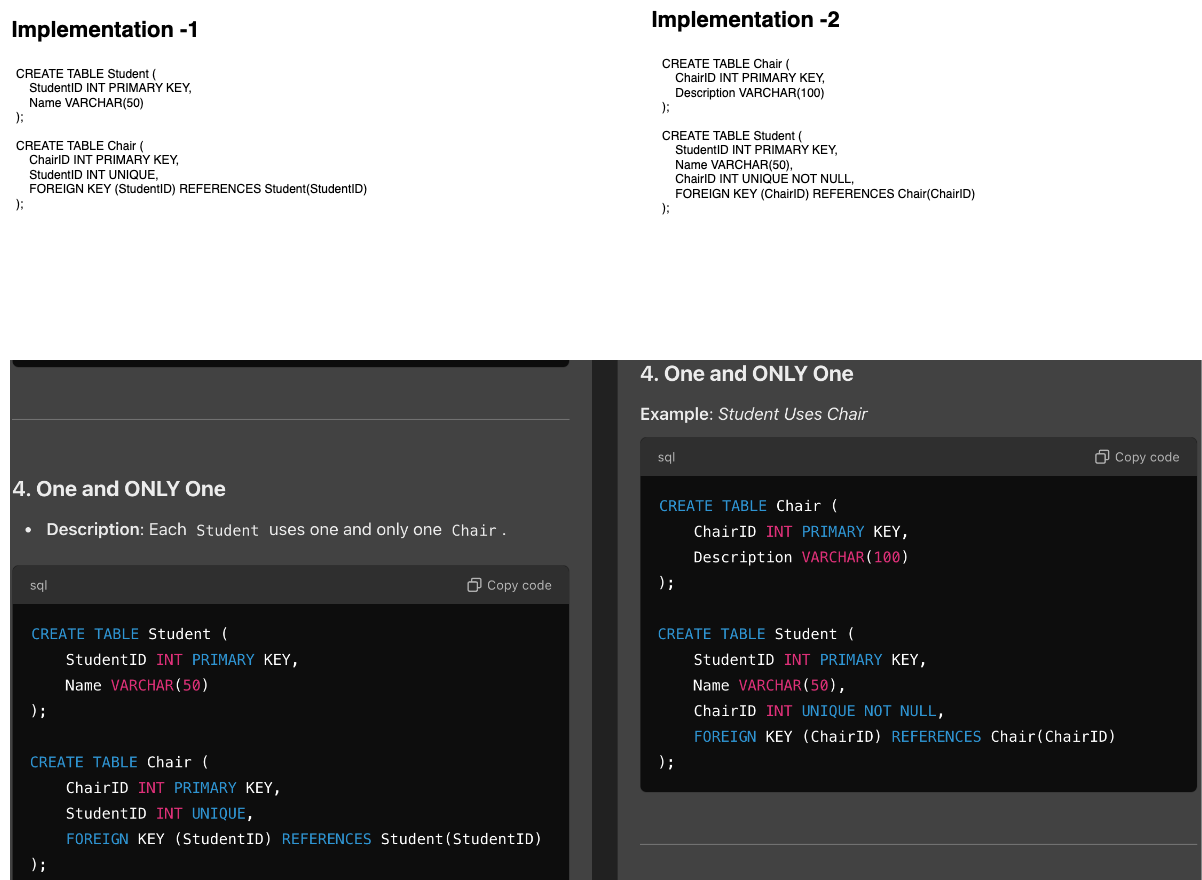 Implementation -1
CREATE TABLE Student (
StudentID INT PRIMARY KEY,
Name VARCHAR(50)
);
CREATE TABLE Chair (
ChairID INT PRIMARY KEY,
StudentID INT UNIQUE,
FOREIGN KEY (StudentID) REFERENCES Student(StudentID)
);
Implementation -2
CREATE TABLE Chair (
ChairID INT PRIMARY KEY,
Description VARCHAR(100)
);
CREATE TABLE Student (
StudentID INT PRIMARY KEY,
Name VARCHAR(50),
ChairID INT UNIQUE NOT NULL,
FOREIGN KEY (ChairID) REFERENCES Chair(ChairID)
);
4. One and ONLY One
• Description: Each Student uses one and only one Chair.
sql
Copy code
CREATE TABLE Student (
StudentID INT PRIMARY KEY,
Name VARCHAR(50)
);
CREATE TABLE Chair (
ChairID INT PRIMARY KEY,
StudentID INT UNIQUE,
FOREIGN KEY (StudentID) REFERENCES Student(StudentID)
);
4. One and ONLY One
Example: Student Uses Chair
sql
Copy code
CREATE TABLE Chair (
ChairID INT PRIMARY KEY,
Description VARCHAR(100)
);
CREATE TABLE Student (
StudentID INT PRIMARY KEY,
Name VARCHAR(50),
ChairID INT UNIQUE NOT NULL,
FOREIGN KEY (ChairID) REFERENCES Chair(ChairID)
);